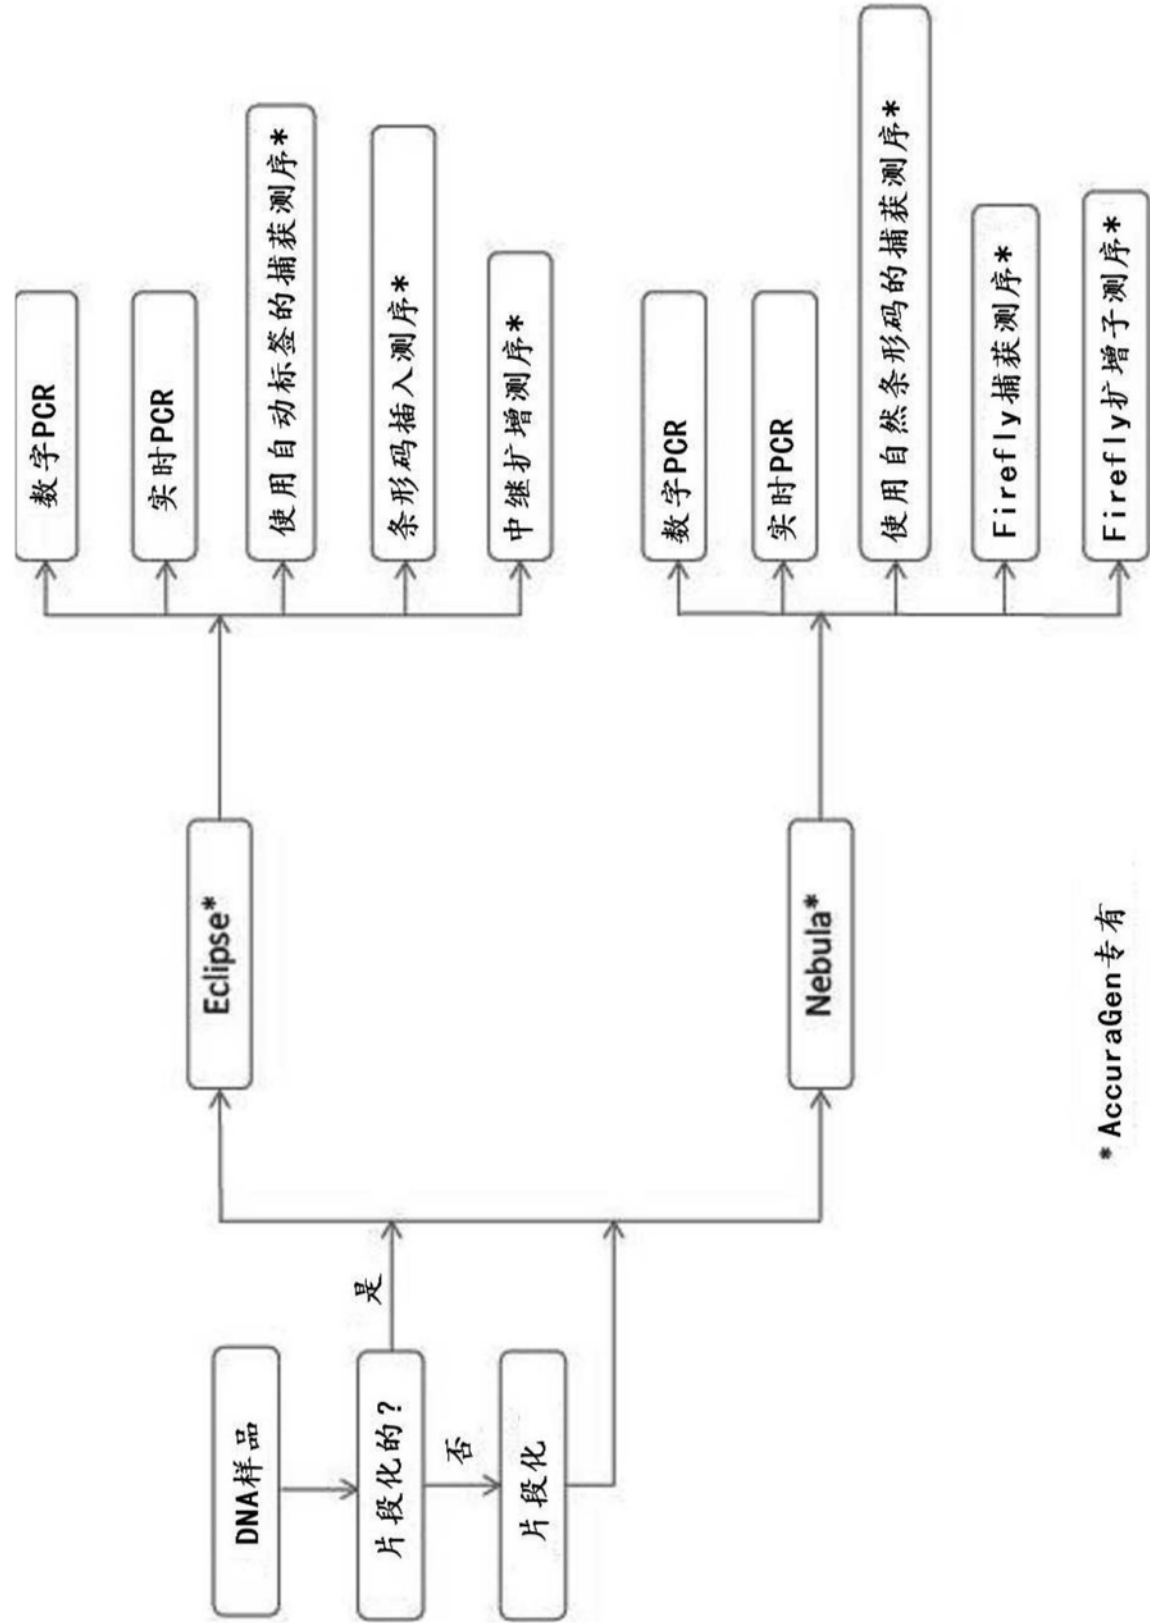 DNA样品
片段化的？
是
否
片段化
Eclipse*
Nebula*
数字PCR
实时PCR
使用自动标签的捕获测序*
条形码插入测序*
中继扩增测序*
数字PCR
实时PCR
使用自然条形码的捕获测序*
Firefly捕获测序*
Firefly扩增子测序*
* AccuraGen专有